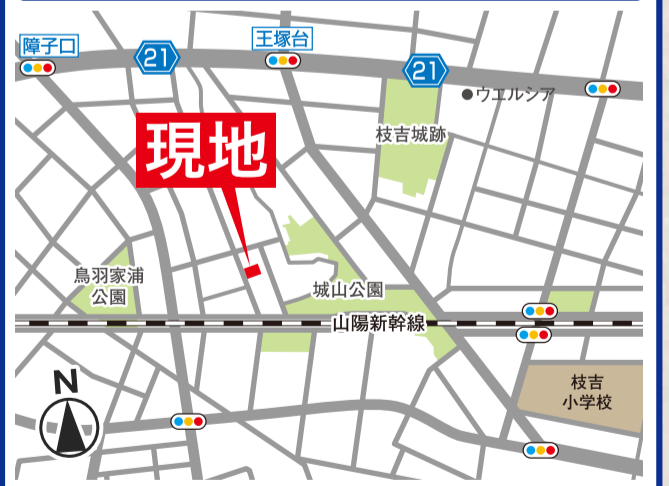 障子口
21
王塚台
21
ウエルシア
枝吉城跡
現地
鳥羽家浦
公園
城山公園
山陽新幹線
N
枝吉
小学校